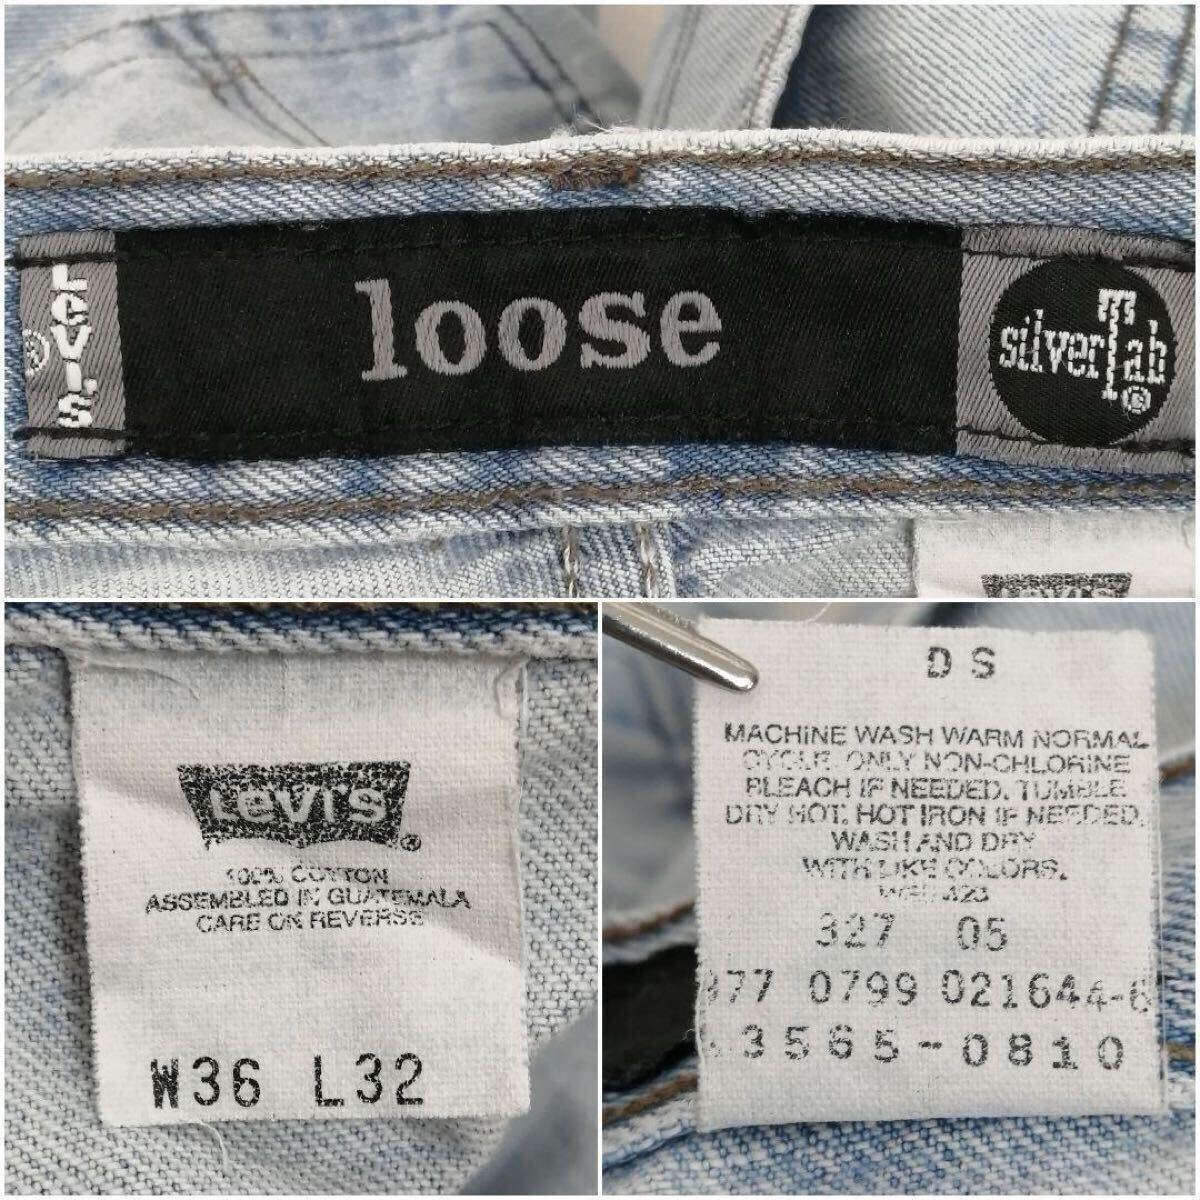 Levi's ®
loose
silverTab ®
Levi's ®
100% COTTON
ASSEMBLED IN GUATEMALA
CARE ON REVERSE
W36 L32
DS
MACHINE WASH WARM NORMAL
CYCLE. ONLY NON-CHLORINE
BLEACH IF NEEDED. TUMBLE
DRY HOT. HOT IRON IF NEEDED.
WASH AND DRY
WITH LIKE COLORS.
423
327 05
77 0799 021644-6
3565-0810